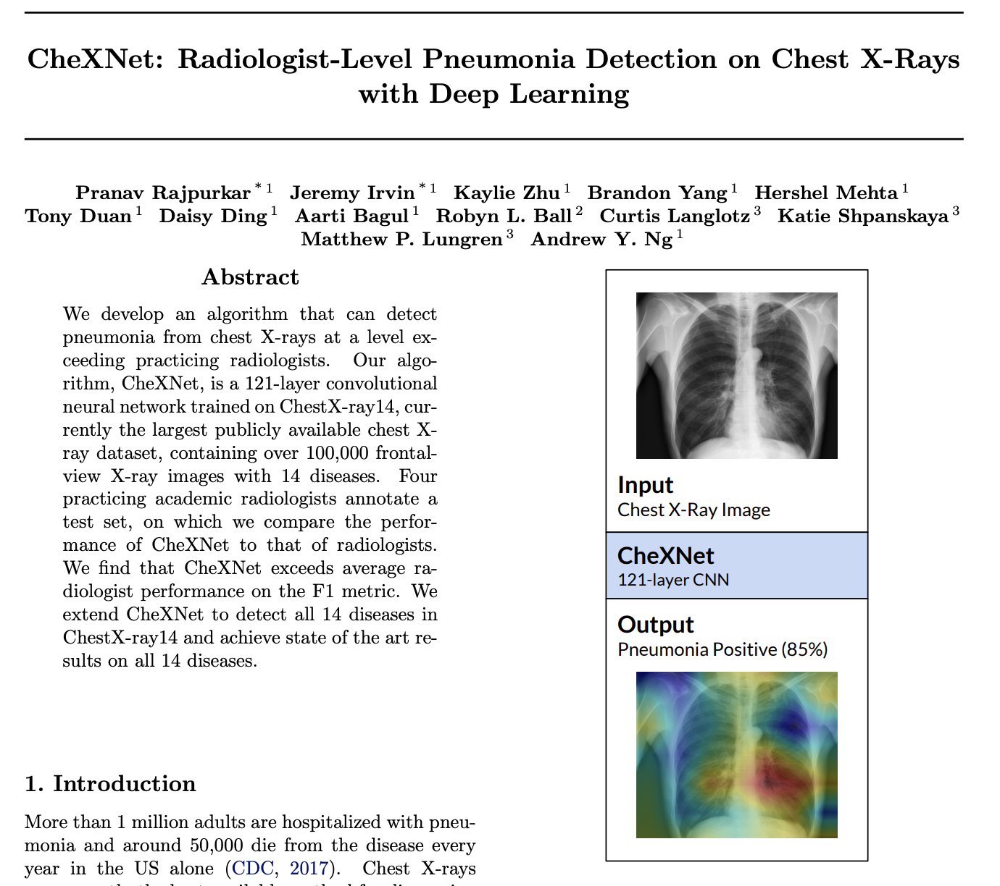 CheXNet: Radiologist-Level Pneumonia Detection on Chest X-Rays
with Deep Learning
Pranav Rajpurkar * 1 Jeremy Irvin * 1 Kaylie Zhu 1 Brandon Yang 1 Hershel Mehta 1
Tony Duan 1 Daisy Ding 1 Aarti Bagul 1 Robyn L. Ball 2 Curtis Langlotz 3 Katie Shpanskaya 3
Matthew P. Lungren 3 Andrew Y. Ng 1
Abstract
We develop an algorithm that can detect
pneumonia from chest X-rays at a level ex-
ceeding practicing radiologists. Our algo-
rithm, CheXNet, is a 121-layer convolutional
neural network trained on ChestX-ray14, cur-
rently the largest publicly available chest X-
ray dataset, containing over 100,000 frontal-
view X-ray images with 14 diseases. Four
practicing academic radiologists annotate a
test set, on which we compare the perfor-
mance of CheXNet to that of radiologists.
We find that CheXNet exceeds average ra-
diologist performance on the F1 metric. We
extend CheXNet to detect all 14 diseases in
ChestX-ray14 and achieve state of the art re-
sults on all 14 diseases.
1. Introduction
More than 1 million adults are hospitalized with pneu-
monia and around 50,000 die from the disease every
year in the US alone (CDC, 2017). Chest X-rays
Input
Chest X-Ray Image
CheXNet
121-layer CNN
Output
Pneumonia Positive (85%)